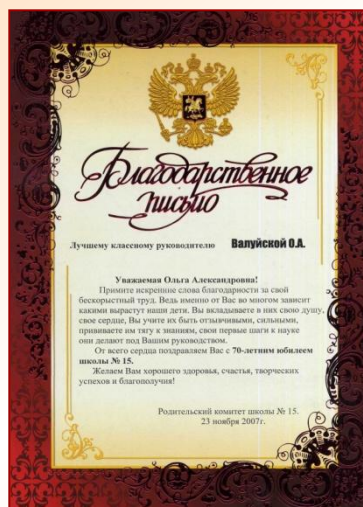 Благодарственное
письмо
Лучшему классному руководителю Валуйской О.А.
Уважаемая Ольга Александровна!
Примите искренние слова благодарности за свой
бескорыстный труд. Ведь именно от Вас во многом зависит
какими вырастут наши дети. Вы вкладываете в них свою душу,
свое сердце, Вы учите их быть отзывчивыми, сильными,
прививаете им тягу к знаниям, свои первые шаги к науке
они делают под Вашим руководством.
От всего сердца поздравляем Вас с 70-летним юбилеем
школы № 15.
Желаем Вам хорошего здоровья, счастья, творческих
успехов и благополучия!
Родительский комитет школы № 15.
23 ноября 2007г.